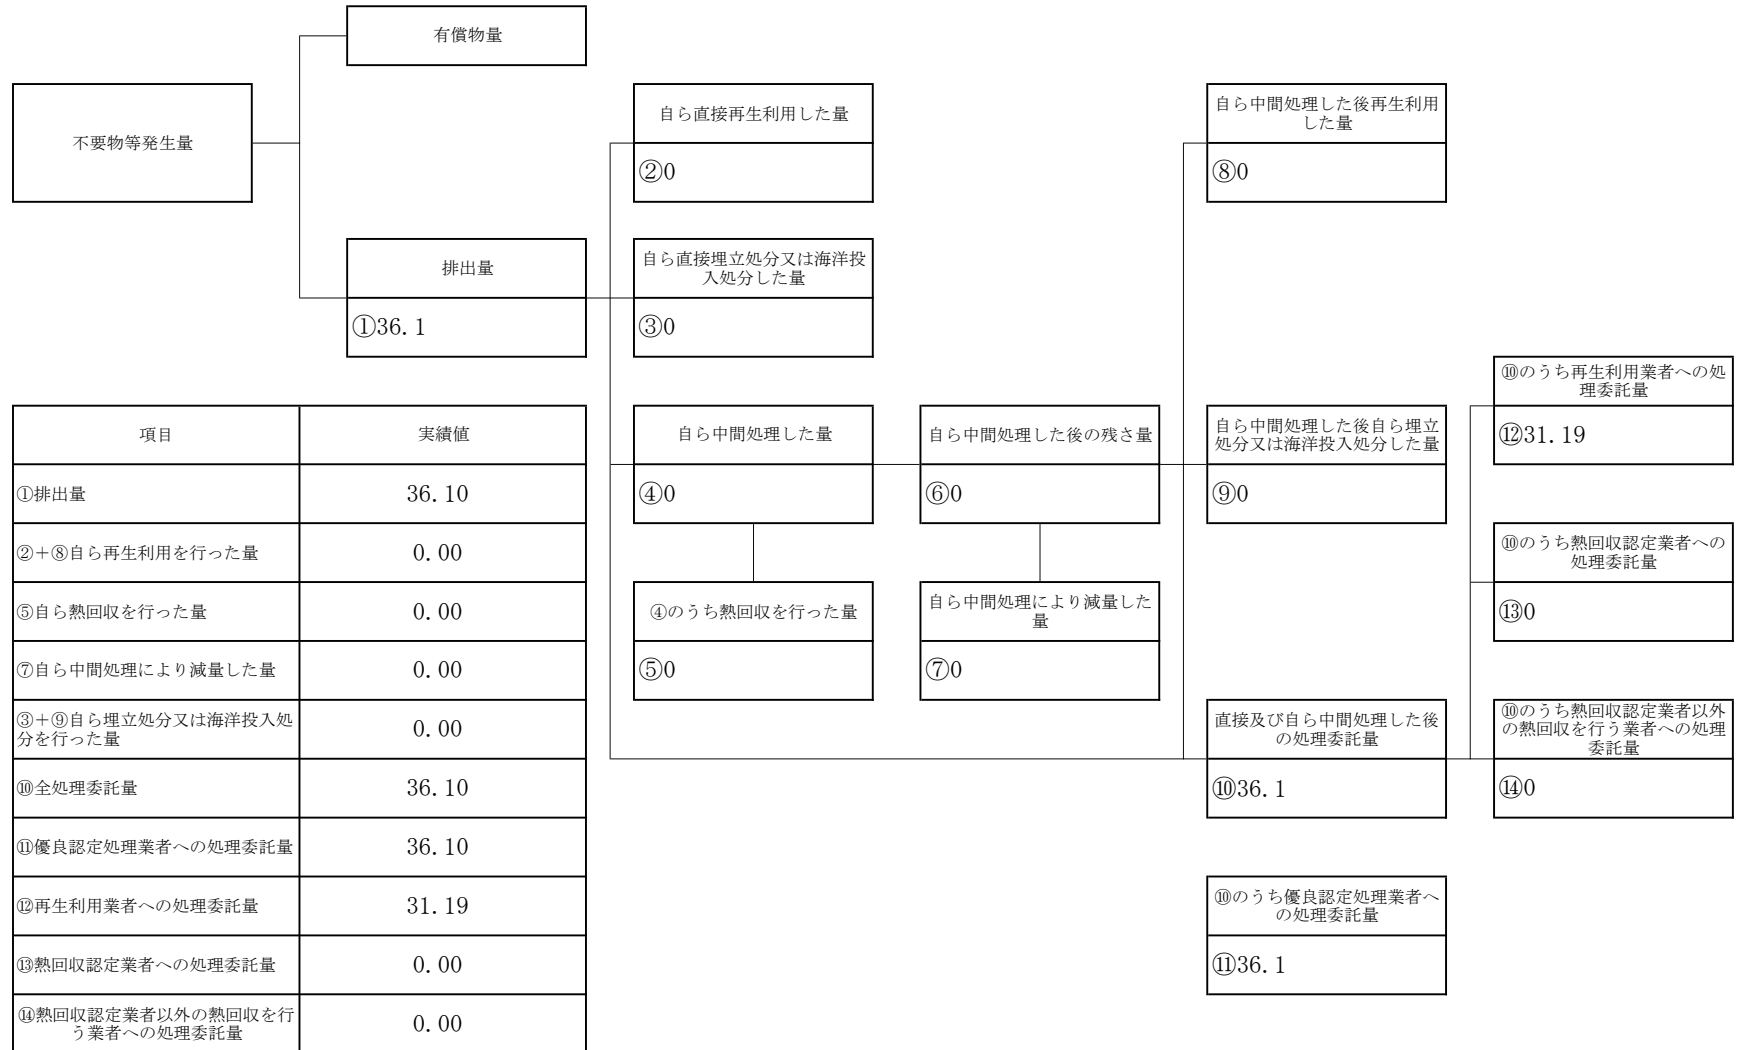 有償物量
不要物等発生量
自ら直接再生利用した量
②0
自ら中間処理した後再生利用
した量
⑧0
排出量
①36.1
自ら直接埋立処分又は海洋投
入処分した量
③0
項目 実績値
①排出量 36.10
②+⑧自ら再生利用を行った量 0.00
⑤自ら熱回収を行った量 0.00
⑦自ら中間処理により減量した量 0.00
③+⑨自ら埋立処分又は海洋投入処
分を行った量 0.00
⑩全処理委託量 36.10
⑪優良認定処理業者への処理委託量 36.10
⑫再生利用業者への処理委託量 31.19
⑬熱回収認定業者への処理委託量 0.00
⑭熱回収認定業者以外の熱回収を行
う業者への処理委託量 0.00
自ら中間処理した量
④0
④のうち熱回収を行った量
⑤0
自ら中間処理した後の残さ量
⑥0
自ら中間処理により減量した
量
⑦0
自ら中間処理した後自ら埋立
処分又は海洋投入処分した量
⑨0
直接及び自ら中間処理した後
の処理委託量
⑩36.1
⑩のうち優良認定処理業者へ
の処理委託量
⑪36.1
⑩のうち再生利用業者への処
理委託量
⑫31.19
⑩のうち熱回収認定業者への
処理委託量
⑬0
⑩のうち熱回収認定業者以外
の熱回収を行う業者への処理
委託量
⑭0